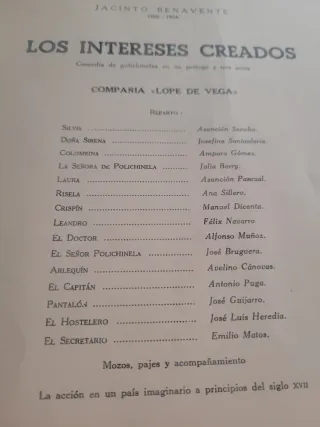 JACINTO BENAVENTE
LOS INTERESES CREADOS
Comedia de polichinelas en un prólogo y tres actos
COMPAÑIA «LOPE DE VEGA»
REPARTO:
SILVIA ........ Asunción Sancho.
DOÑA SIRENA ........ Josefina Santaularia.
COLOMBINA ........ Amparo Gómez.
LA SEÑORA DE POLICHINELA ........ Julia Barry.
LAURA ........ Asunción Pascual.
RISELA ........ Ana Sillero.
CRISPÍN ........ Manuel Dicenta.
LEANDRO ........ Félix Navarro.
EL DOCTOR ........ Alfonso Muñoz.
EL SEÑOR POLICHINELA ........ José Bruguera.
ARLEQUÍN ........ Avelino Cánovas.
EL CAPITÁN ........ Antonio Puga.
PANTALÓN ........ José Guijarro.
EL HOSTELERO ........ José Luis Heredia.
EL SECRETARIO ........ Emilio Matos.
Mozos, pajes y acompañamiento
La acción en un país imaginario a principios del siglo XVII